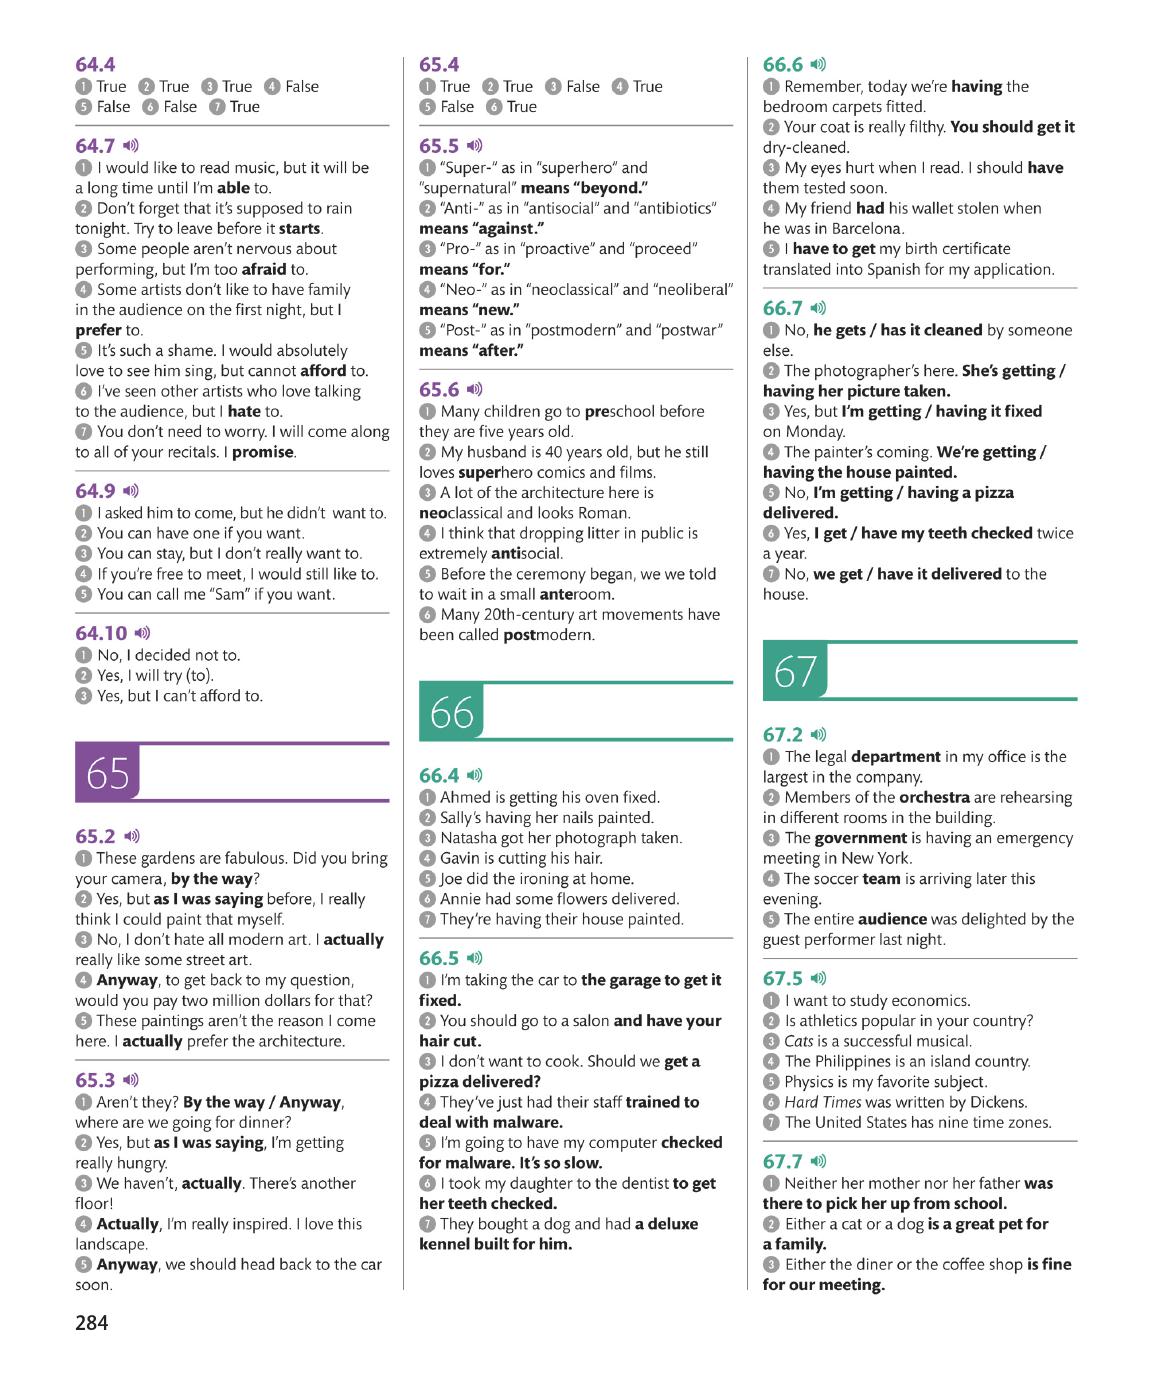 64.4
1 True 2 True 3 True 4 False
5 False 6 False 7 True
64.7
1 I would like to read music, but it will be
a long time until I'm able to.
2 Don't forget that it's supposed to rain
tonight. Try to leave before it starts.
3 Some people aren't nervous about
performing, but I'm too afraid to.
4 Some artists don't like to have family
in the audience on the first night, but I
prefer to.
5 It's such a shame. I would absolutely
love to see him sing, but cannot afford to.
6 I've seen other artists who love talking
to the audience, but I hate to.
7 You don't need to worry. I will come along
to all of your recitals. I promise.
64.9
1 I asked him to come, but he didn't want to.
2 You can have one if you want.
3 You can stay, but I don't really want to.
4 If you're free to meet, I would still like to.
5 You can call me “Sam” if you want.
64.10
1 No, I decided not to.
2 Yes, I will try (to).
3 Yes, but I can't afford to.
65
65.2
1 These gardens are fabulous. Did you bring
your camera, by the way?
2 Yes, but as I was saying before, I really
think I could paint that myself.
3 No, I don't hate all modern art. I actually
really like some street art.
4 Anyway, to get back to my question,
would you pay two million dollars for that?
5 These paintings aren't the reason I come
here. I actually prefer the architecture.
65.3
1 Aren't they? By the way / Anyway,
where are we going for dinner?
2 Yes, but as I was saying, I'm getting
really hungry.
3 We haven't, actually. There's another
floor!
4 Actually, I'm really inspired. I love this
landscape.
5 Anyway, we should head back to the car
soon.
284
65.4
1 True 2 True 3 False 4 True
5 False 6 True
65.5
1 “Super-” as in “superhero” and
“supernatural” means “beyond.”
2 “Anti-” as in “antisocial” and “antibiotics”
means “against.”
3 “Pro-” as in “proactive” and “proceed”
means “for.”
4 “Neo-” as in “neoclassical” and “neoliberal”
means “new.”
5 “Post-” as in “postmodern” and “postwar”
means “after.”
65.6
1 Many children go to preschool before
they are five years old.
2 My husband is 40 years old, but he still
loves superhero comics and films.
3 A lot of the architecture here is
neoclassical and looks Roman.
4 I think that dropping litter in public is
extremely antisocial.
5 Before the ceremony began, we we told
to wait in a small anteroom.
6 Many 20th-century art movements have
been called postmodern.
66
66.4
1 Ahmed is getting his oven fixed.
2 Sally's having her nails painted.
3 Natasha got her photograph taken.
4 Gavin is cutting his hair.
5 Joe did the ironing at home.
6 Annie had some flowers delivered.
7 They're having their house painted.
66.5
1 I'm taking the car to the garage to get it
fixed.
2 You should go to a salon and have your
hair cut.
3 I don't want to cook. Should we get a
pizza delivered?
4 They've just had their staff trained to
deal with malware.
5 I'm going to have my computer checked
for malware. It's so slow.
6 I took my daughter to the dentist to get
her teeth checked.
7 They bought a dog and had a deluxe
kennel built for him.
66.6
1 Remember, today we're having the
bedroom carpets fitted.
2 Your coat is really filthy. You should get it
dry-cleaned.
3 My eyes hurt when I read. I should have
them tested soon.
4 My friend had his wallet stolen when
he was in Barcelona.
5 I have to get my birth certificate
translated into Spanish for my application.
66.7
1 No, he gets / has it cleaned by someone
else.
2 The photographer's here. She's getting /
having her picture taken.
3 Yes, but I'm getting / having it fixed
on Monday.
4 The painter's coming. We're getting /
having the house painted.
5 No, I'm getting / having a pizza
delivered.
6 Yes, I get / have my teeth checked twice
a year.
7 No, we get / have it delivered to the
house.
67
67.2
1 The legal department in my office is the
largest in the company.
2 Members of the orchestra are rehearsing
in different rooms in the building.
3 The government is having an emergency
meeting in New York.
4 The soccer team is arriving later this
evening.
5 The entire audience was delighted by the
guest performer last night.
67.5
1 I want to study economics.
2 Is athletics popular in your country?
3 Cats is a successful musical.
4 The Philippines is an island country.
5 Physics is my favorite subject.
6 Hard Times was written by Dickens.
7 The United States has nine time zones.
67.7
1 Neither her mother nor her father was
there to pick her up from school.
2 Either a cat or a dog is a great pet for
a family.
3 Either the diner or the coffee shop is fine
for our meeting.